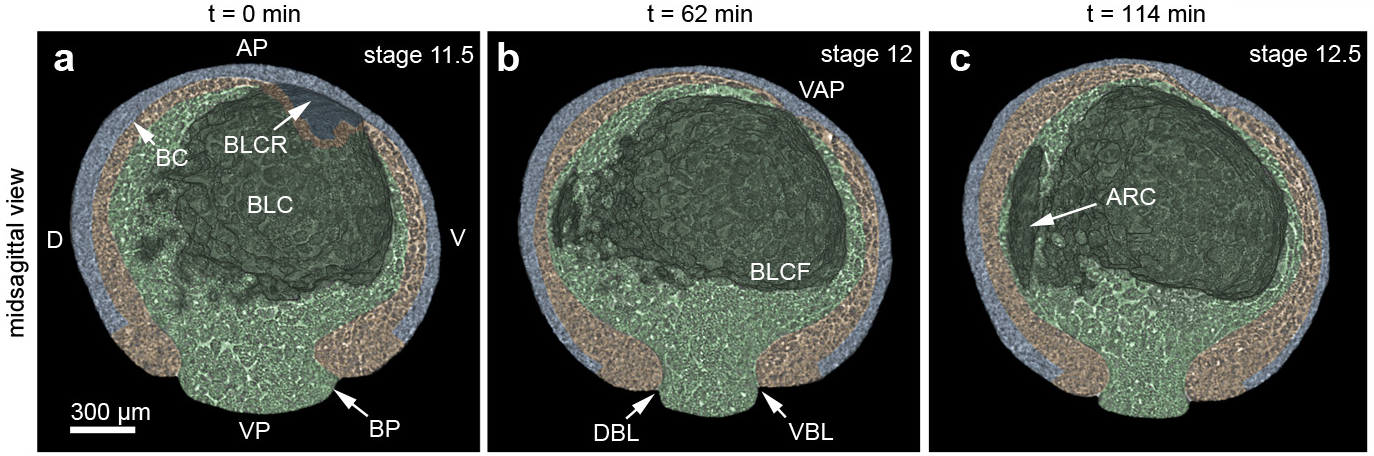 t = 0 min
t = 62 min
t = 114 min
midsagittal view
a
AP
stage 11.5
BLCR
BC
BLC
D
V
300 µm
VP
BP
b
stage 12
VAP
BLCF
DBL
VBL
c
stage 12.5
ARC